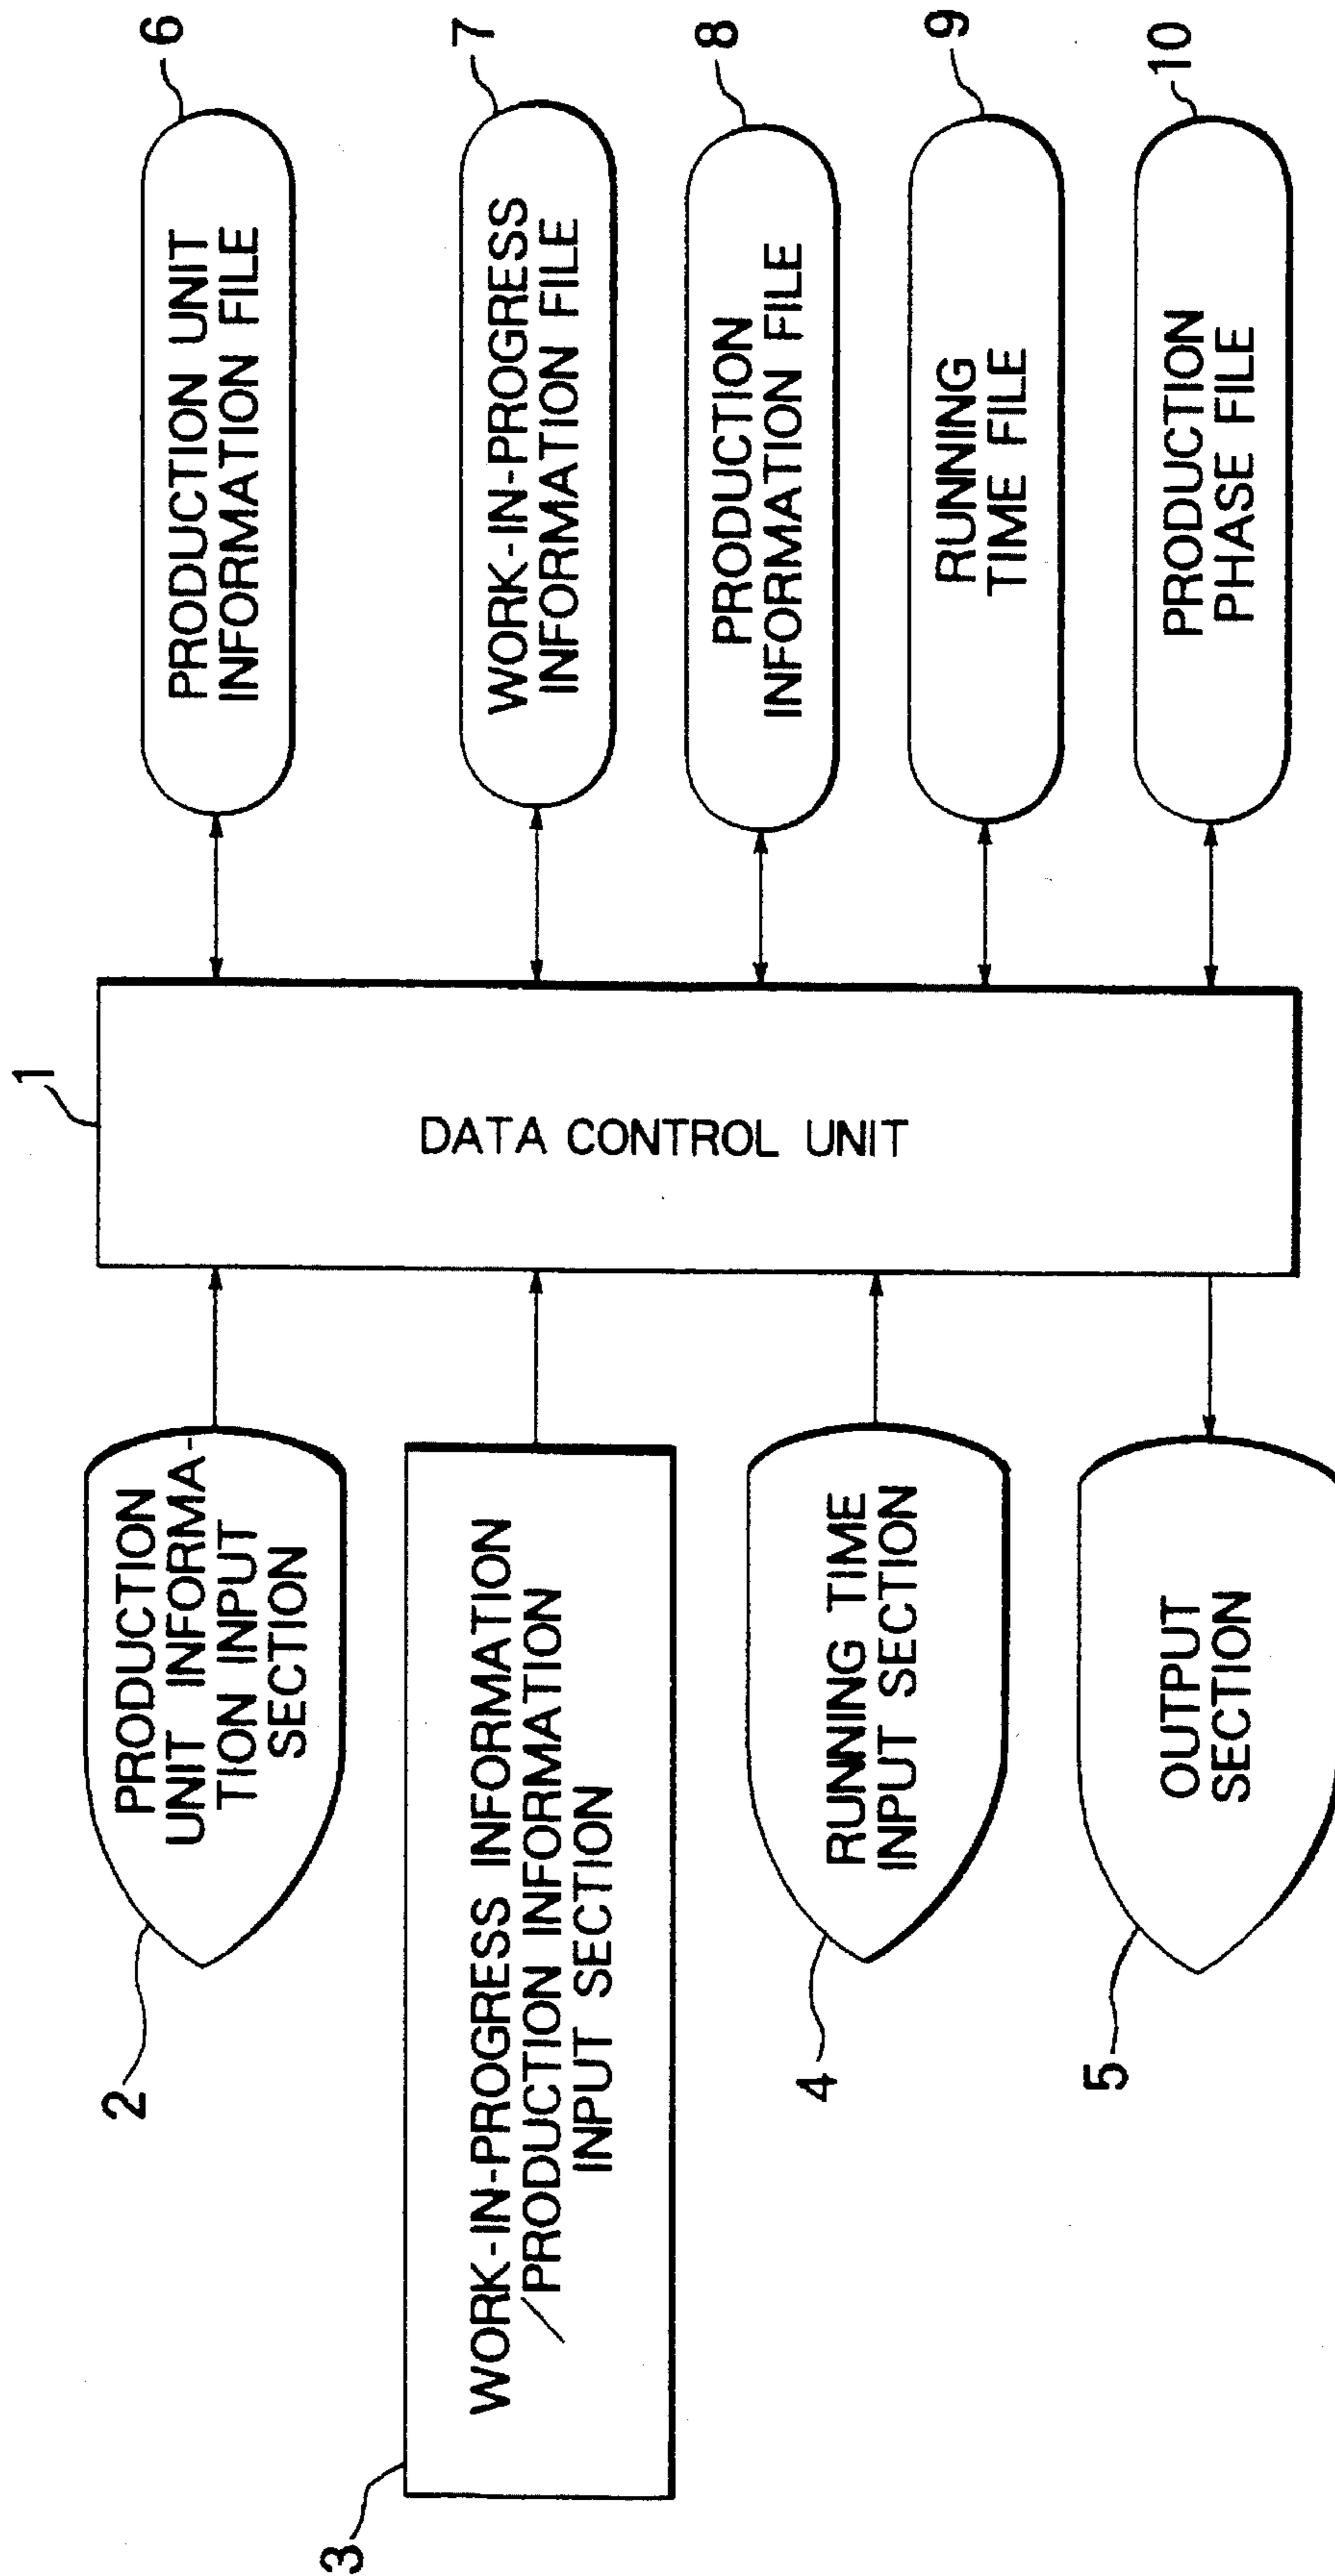 1
DATA CONTROL UNIT
2
PRODUCTION
UNIT INFORMA-
TION INPUT
SECTION
3
WORK-IN-PROGRESS INFORMATION
/PRODUCTION INFORMATION
INPUT SECTION
4
RUNNING TIME
INPUT SECTION
5
OUTPUT
SECTION
6
PRODUCTION UNIT
INFORMATION FILE
7
WORK-IN-PROGRESS
INFORMATION FILE
8
PRODUCTION
INFORMATION FILE
9
RUNNING
TIME FILE
10
PRODUCTION
PHASE FILE